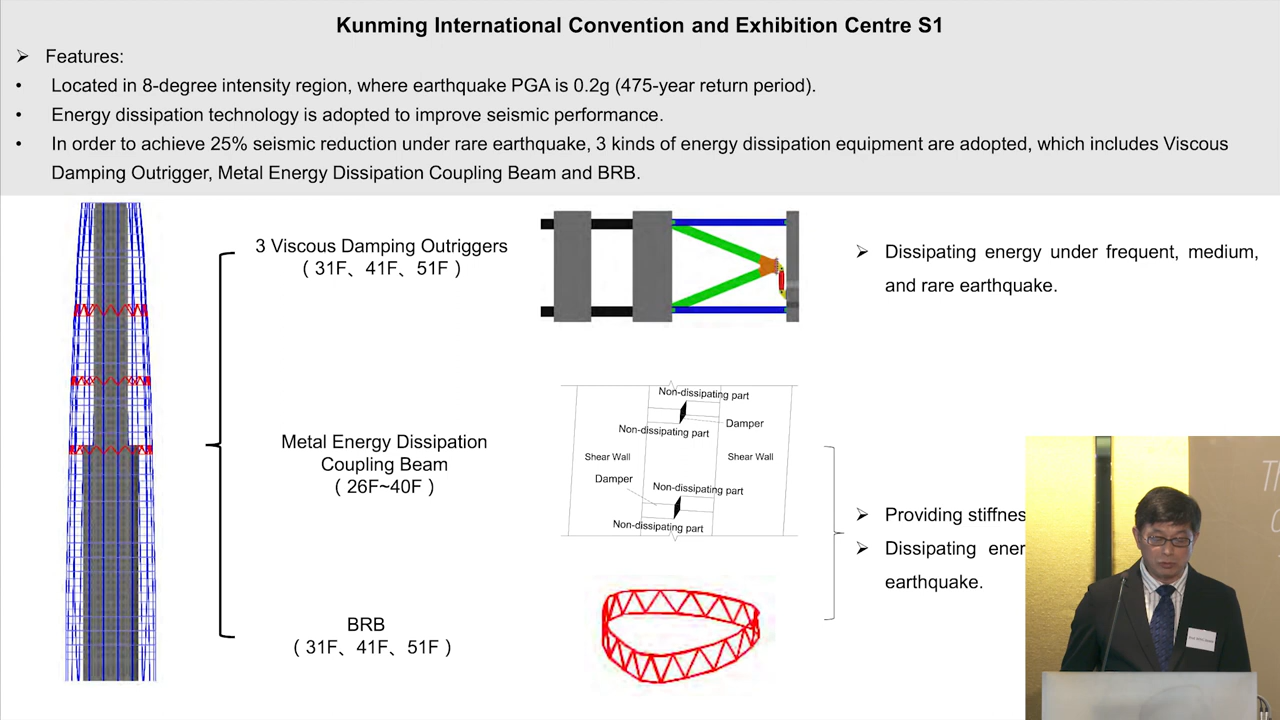 Kunming International Convention and Exhibition Centre S1
➢ Features:
• Located in 8-degree intensity region, where earthquake PGA is 0.2g (475-year return period).
• Energy dissipation technology is adopted to improve seismic performance.
• In order to achieve 25% seismic reduction under rare earthquake, 3 kinds of energy dissipation equipment are adopted, which includes Viscous
Damping Outrigger, Metal Energy Dissipation Coupling Beam and BRB.
3 Viscous Damping Outriggers
( 31F、41F、51F )
➢ Dissipating energy under frequent, medium,
and rare earthquake.
Metal Energy Dissipation
Coupling Beam
( 26F~40F )
Non-dissipating part
Damper
Non-dissipating part
Shear Wall
Shear Wall
Damper
Non-dissipating part
Non-dissipating part
➢ Providing stiffnes
➢ Dissipating ener
earthquake.
BRB
( 31F、41F、51F )